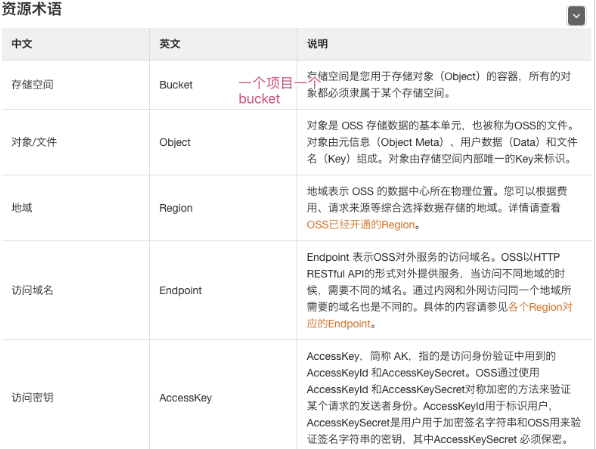 资源术语
中文 英文 说明
存储空间 Bucket 存储空间是您用于存储对象（Object）的容器，所有的对
象都必须隶属于某个存储空间。
一个项目一个
bucket
对象/文件 Object 对象是 OSS 存储数据的基本单元，也被称为OSS的文件。
对象由元信息（Object Meta）、用户数据（Data）和文件
名（Key）组成。对象由存储空间内部唯一的Key来标识。
地域 Region 地域表示 OSS 的数据中心所在物理位置。您可以根据费
用、请求来源等综合选择数据存储的地域。详情请查看
OSS已经开通的Region。
访问域名 Endpoint Endpoint 表示OSS对外服务的访问域名。OSS以HTTP
RESTful API的形式对外提供服务，当访问不同地域的时
候，需要不同的域名。通过内网和外网访问同一个地域所
需要的域名也是不同的。具体的内容请参见各个Region对
应的Endpoint。
访问密钥 AccessKey AccessKey，简称 AK，指的是访问身份验证中用到的
AccessKeyId 和AccessKeySecret。OSS通过使用
AccessKeyId 和AccessKeySecret对称加密的方法来验证
某个请求的发送者身份。AccessKeyId用于标识用户，
AccessKeySecret是用户用于加密签名字符串和OSS用来验
证签名字符串的密钥，其中AccessKeySecret 必须保密。